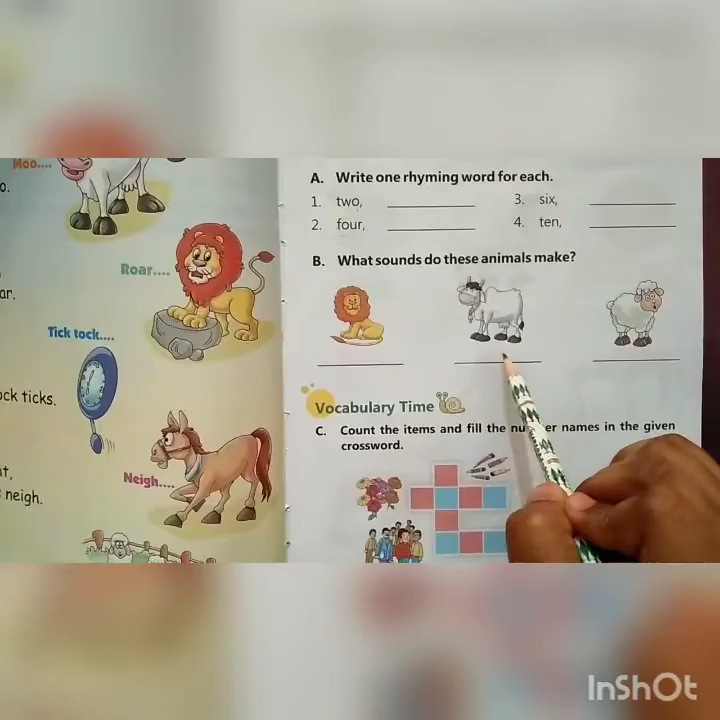 Moo....
o.
Roar....
ar.
Tick tock....
ock ticks.
Neigh....
t,
neigh.
A. Write one rhyming word for each.
1. two, 3. six,
2. four, 4. ten,
B. What sounds do these animals make?
Vocabulary Time
C. Count the items and fill the nu er names in the given
crossword.
InShOt